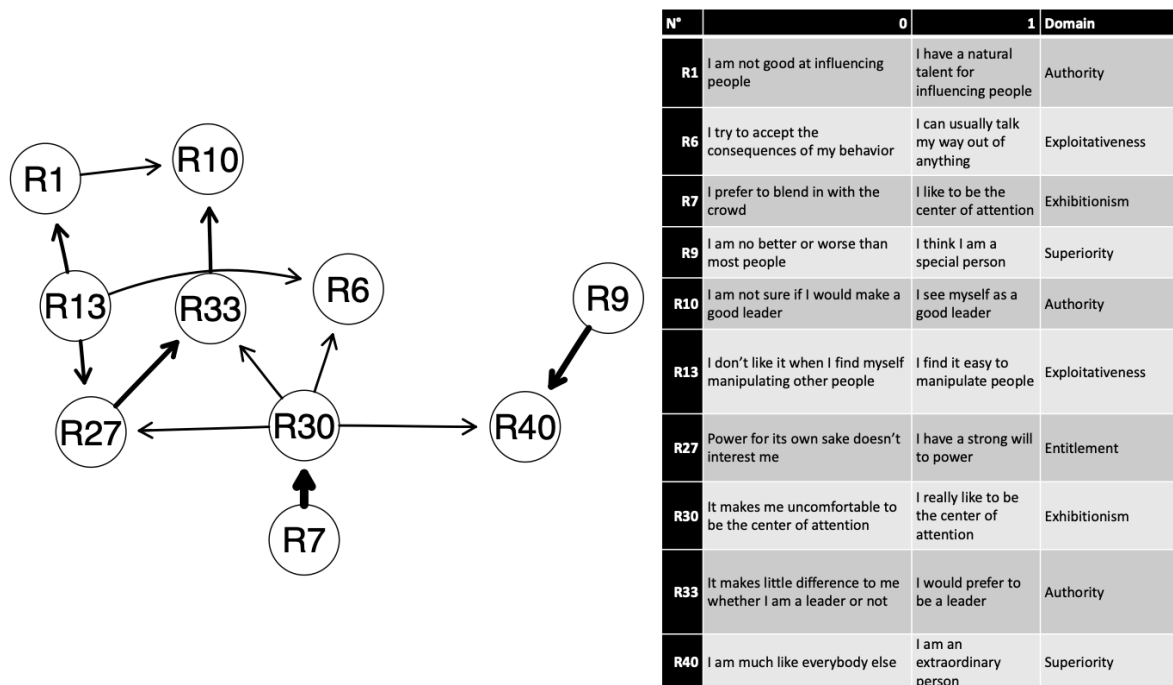 R10
R1
R6
R13
R33
R9
R27
R30
R40
R7
N° 0 1 Domain
R1 I am not good at influencing people I have a natural talent for influencing people Authority
R6 I try to accept the consequences of my behavior I can usually talk my way out of anything Exploitativeness
R7 I prefer to blend in with the crowd I like to be the center of attention Exhibitionism
R9 I am no better or worse than most people I think I am a special person Superiority
R10 I am not sure if I would make a good leader I see myself as a good leader Authority
R13 I don't like it when I find myself manipulating other people I find it easy to manipulate people Exploitativeness
R27 Power for its own sake doesn't interest me I have a strong will to power Entitlement
R30 It makes me uncomfortable to be the center of attention I really like to be the center of attention Exhibitionism
R33 It makes little difference to me whether I am a leader or not I would prefer to be a leader Authority
R40 I am much like everybody else I am an extraordinary person Superiority